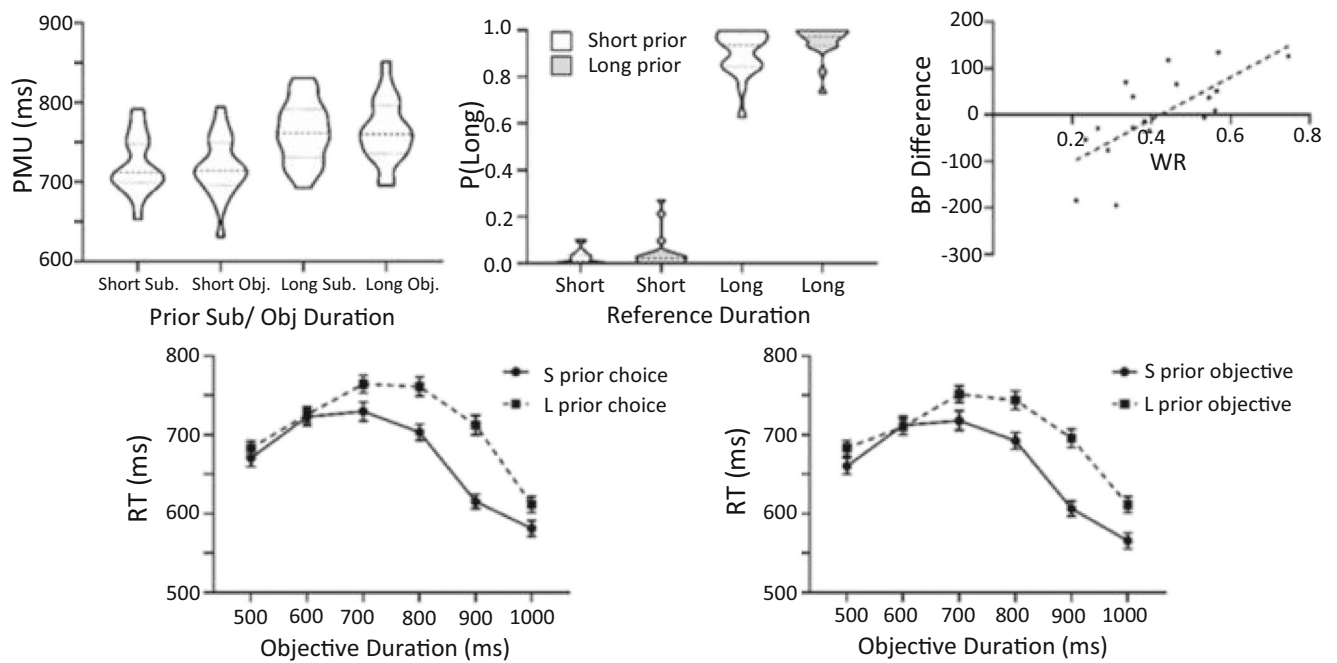 900
800
700
600
PMU (ms)
Short Sub.
Short Obj.
Long Sub.
Long Obj.
Prior Sub/ Obj Duration
1.0
0.8
0.6
0.4
0.2
0.0
P(Long)
Short prior
Long prior
Short
Short
Long
Long
Reference Duration
200
100
0
-100
-200
-300
BP Difference
0.2
0.4
0.6
0.8
WR
800
700
600
500
RT (ms)
S prior choice
L prior choice
500
600
700
800
900
1000
Objective Duration (ms)
800
700
600
500
RT (ms)
S prior objective
L prior objective
500
600
700
800
900
1000
Objective Duration (ms)